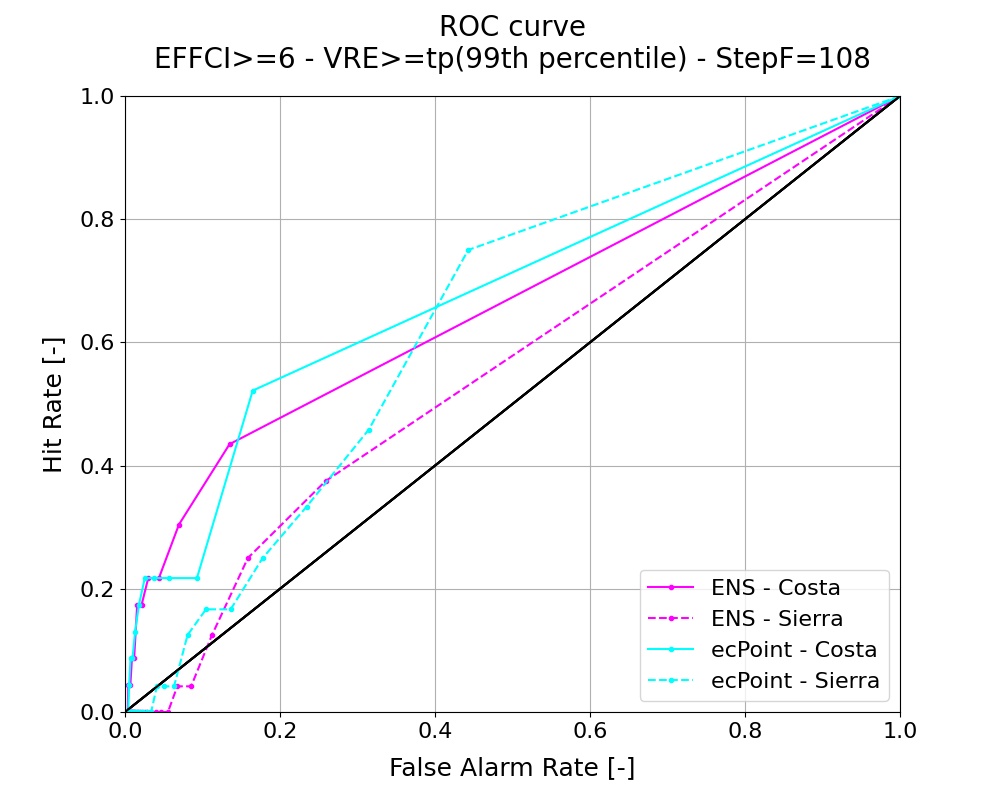 ROC curve
EFFCI>=6 - VRE>=tp(99th percentile) - StepF=108
1.0
0.8
0.6
0.4
0.2
0.0
Hit Rate [-]
ENS - Costa
ENS - Sierra
ecPoint - Costa
ecPoint - Sierra
0.0 0.2 0.4 0.6 0.8 1.0
False Alarm Rate [-]